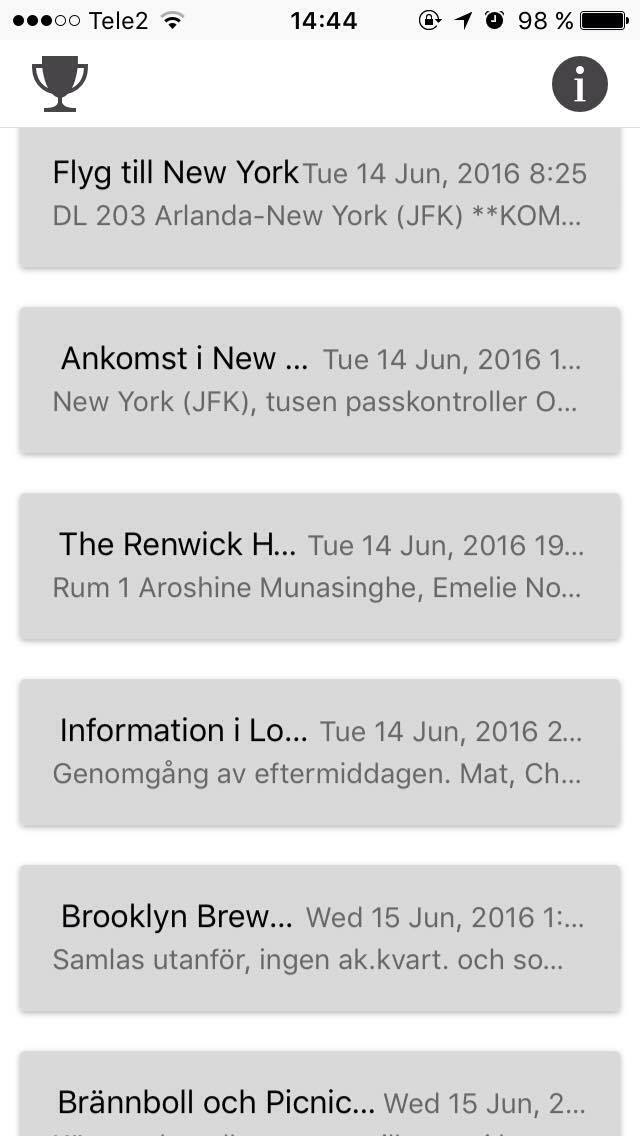 Tele2 14:44 98 %
i
Flyg till New York Tue 14 Jun, 2016 8:25
DL 203 Arlanda-New York (JFK) **KOM...
Ankomst i New ... Tue 14 Jun, 2016 1...
New York (JFK), tusen passkontroller O...
The Renwick H... Tue 14 Jun, 2016 19...
Rum 1 Aroshine Munasinghe, Emelie No...
Information i Lo... Tue 14 Jun, 2016 2...
Genomgång av eftermiddagen. Mat, Ch...
Brooklyn Brew... Wed 15 Jun, 2016 1:...
Samlas utanför, ingen ak.kvart. och so...
Brännboll och Picnic... Wed 15 Jun, 2...